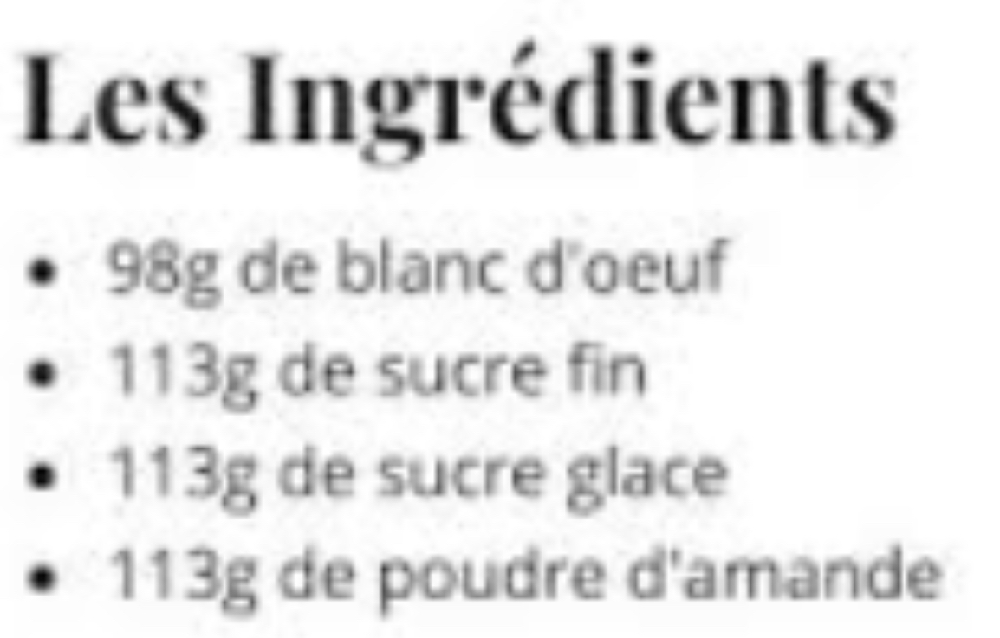 Les Ingrédients
• 98g de blanc d'oeuf
• 113g de sucre fin
• 113g de sucre glace
• 113g de poudre d'amande